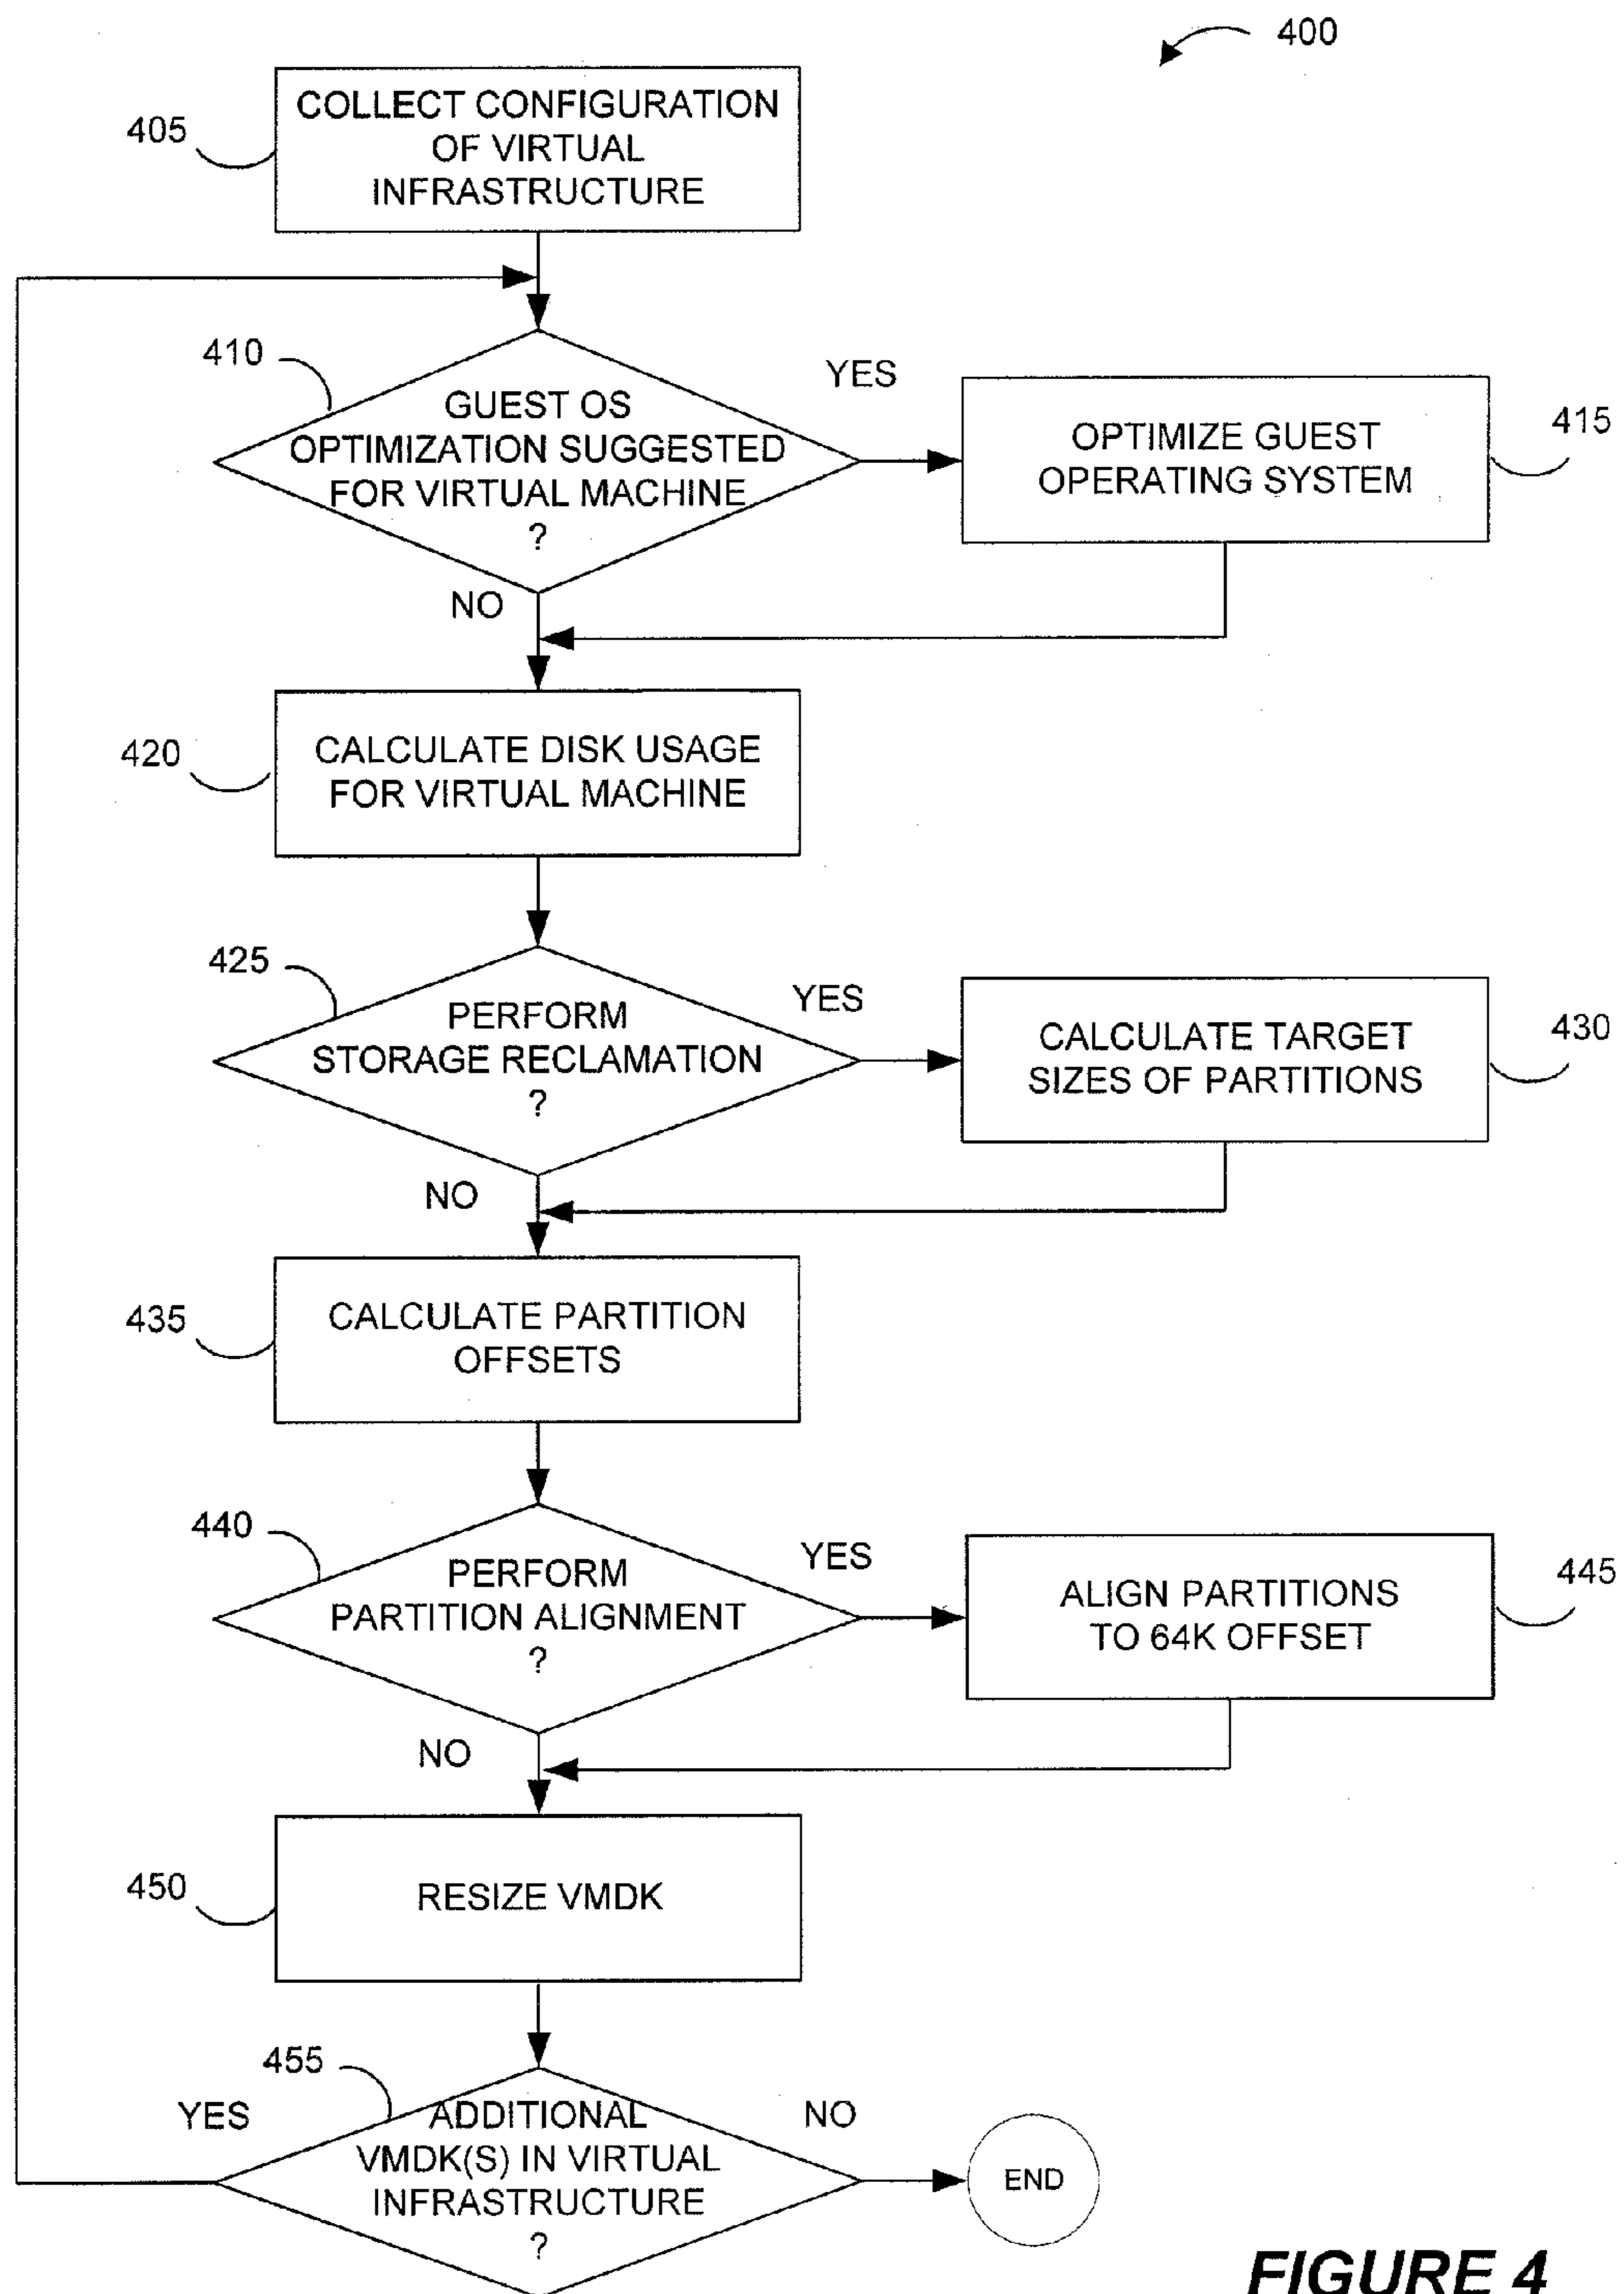 400
COLLECT CONFIGURATION
OF VIRTUAL
INFRASTRUCTURE
405
410
GUEST OS
OPTIMIZATION SUGGESTED
FOR VIRTUAL MACHINE
?
YES
OPTIMIZE GUEST
OPERATING SYSTEM
415
NO
420
CALCULATE DISK USAGE
FOR VIRTUAL MACHINE
425
PERFORM
STORAGE RECLAMATION
?
YES
CALCULATE TARGET
SIZES OF PARTITIONS
430
NO
435
CALCULATE PARTITION
OFFSETS
440
PERFORM
PARTITION ALIGNMENT
?
YES
ALIGN PARTITIONS
TO 64K OFFSET
445
NO
450
RESIZE VMDK
455
YES
ADDITIONAL
VMDK(S) IN VIRTUAL
INFRASTRUCTURE
?
NO
END
FIGURE 4